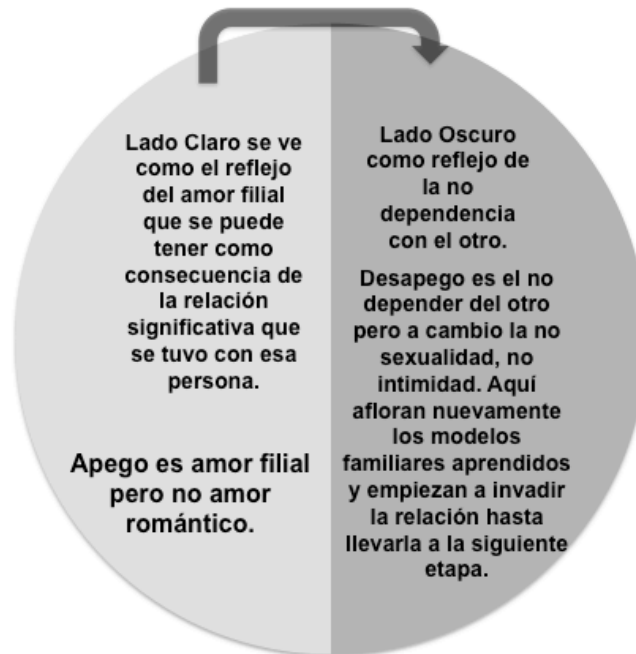 Lado Claro se ve
como el reflejo
del amor filial
que se puede
tener como
consecuencia de
la relación
significativa que
se tuvo con esa
persona.
Apego es amor filial
pero no amor
romántico.
Lado Oscuro
como reflejo de
la no
dependencia
con el otro.
Desapego es el no
depender del otro
pero a cambio la no
sexualidad, no
intimidad. Aquí
afloran nuevamente
los modelos
familiares aprendidos
y empiezan a invadir
la relación hasta
llevarla a la siguiente
etapa.